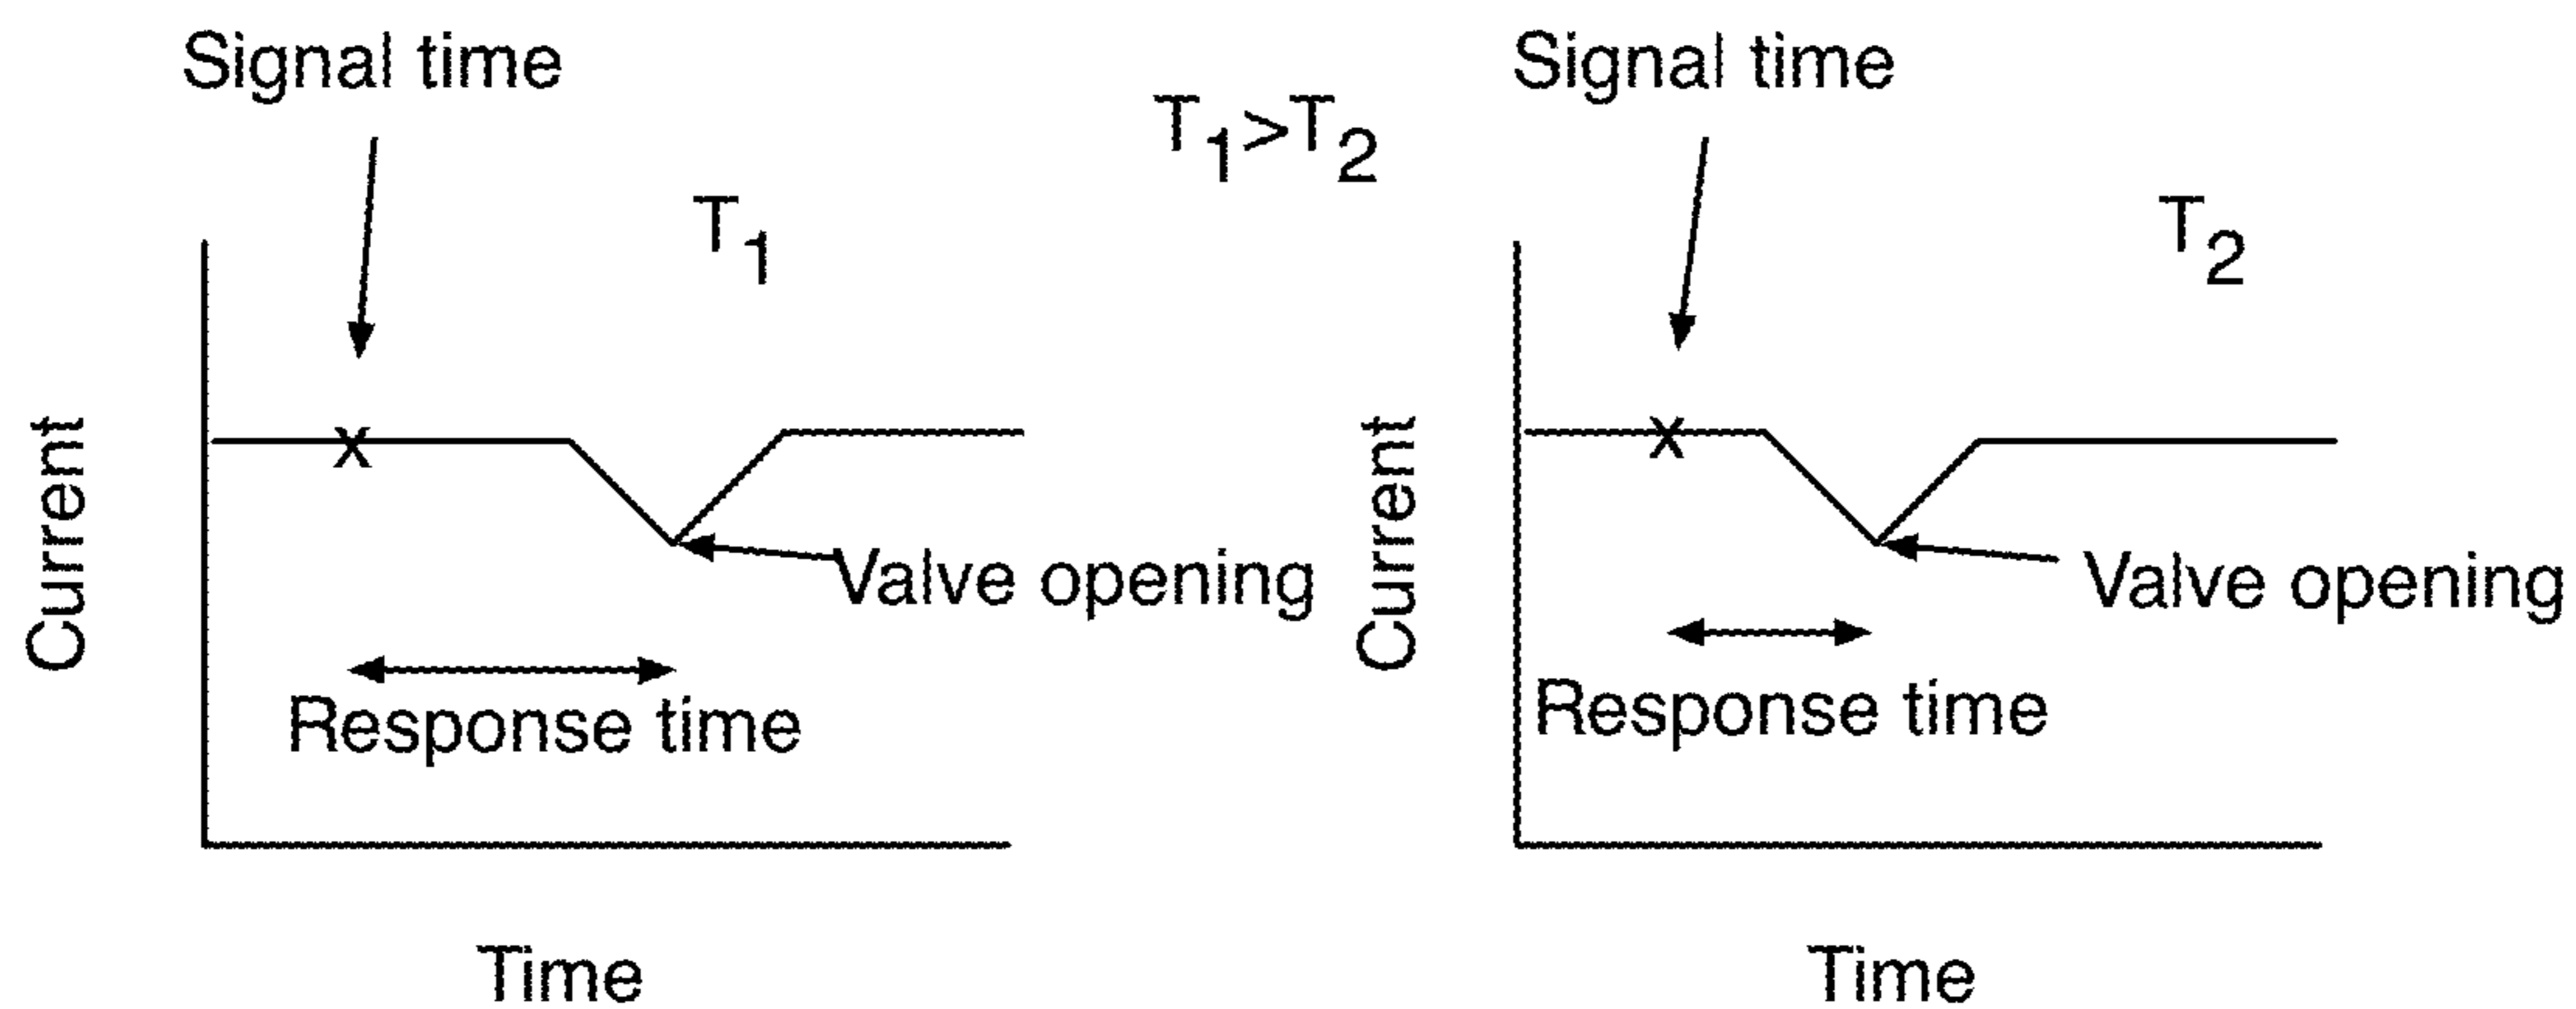 Signal time
T1>T2
Signal time
T1
T2
Current
X
Valve opening
Response time
Time
Current
X
Valve opening
Response time
Time